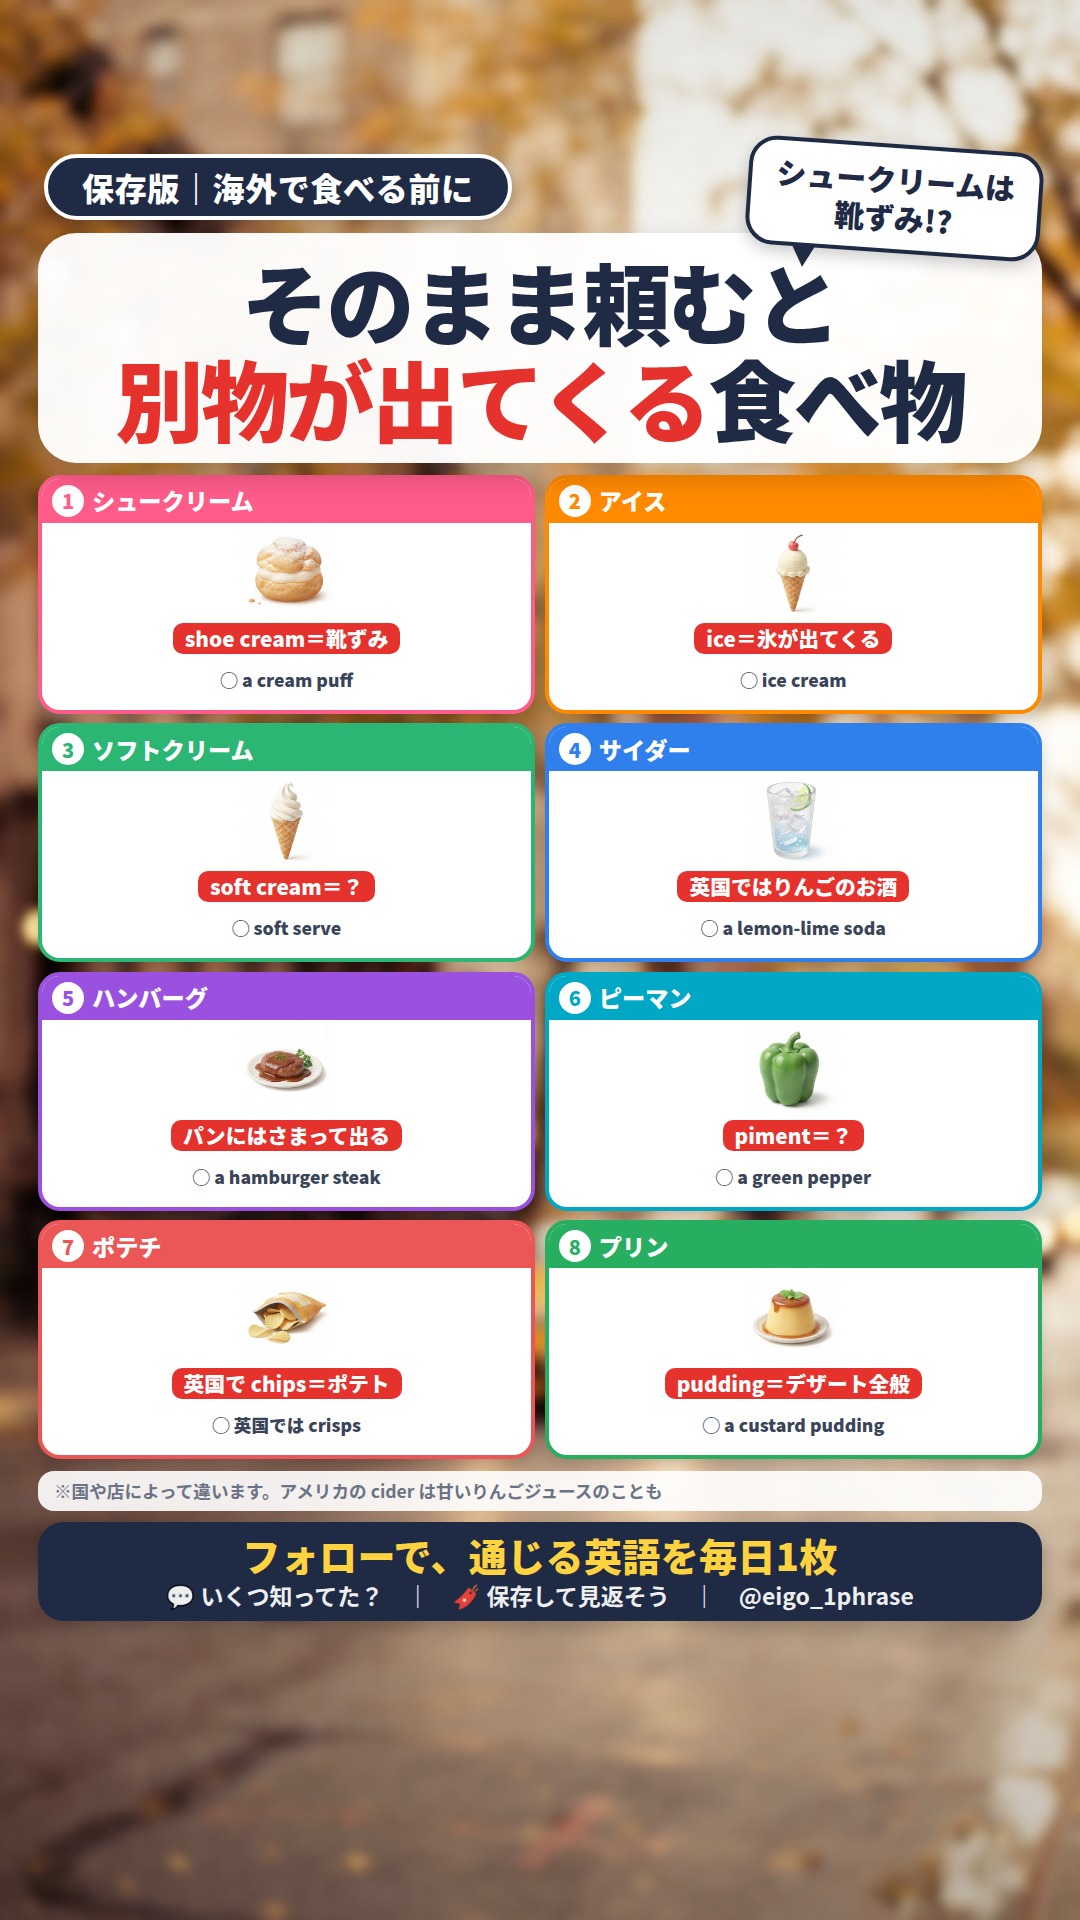 保存版｜海外で食べる前に
シュークリームは
靴ずみ!?
そのまま頼むと
別物が出てくる食べ物
1 シュークリーム
shoe cream＝靴ずみ
○ a cream puff
2 アイス
ice＝氷が出てくる
○ ice cream
3 ソフトクリーム
soft cream＝？
○ soft serve
4 サイダー
英国ではりんごのお酒
○ a lemon-lime soda
5 ハンバーグ
パンにはさまって出る
○ a hamburger steak
6 ピーマン
piment＝？
○ a green pepper
7 ポテチ
英国で chips＝ポテト
○ 英国では crisps
8 プリン
pudding＝デザート全般
○ a custard pudding
※国や店によって違います。アメリカの cider は甘いりんごジュースのことも
フォローで、通じる英語を毎日1枚
💬 いくつ知ってた？ ｜ 🔖 保存して見返そう ｜ @eigo_1phrase